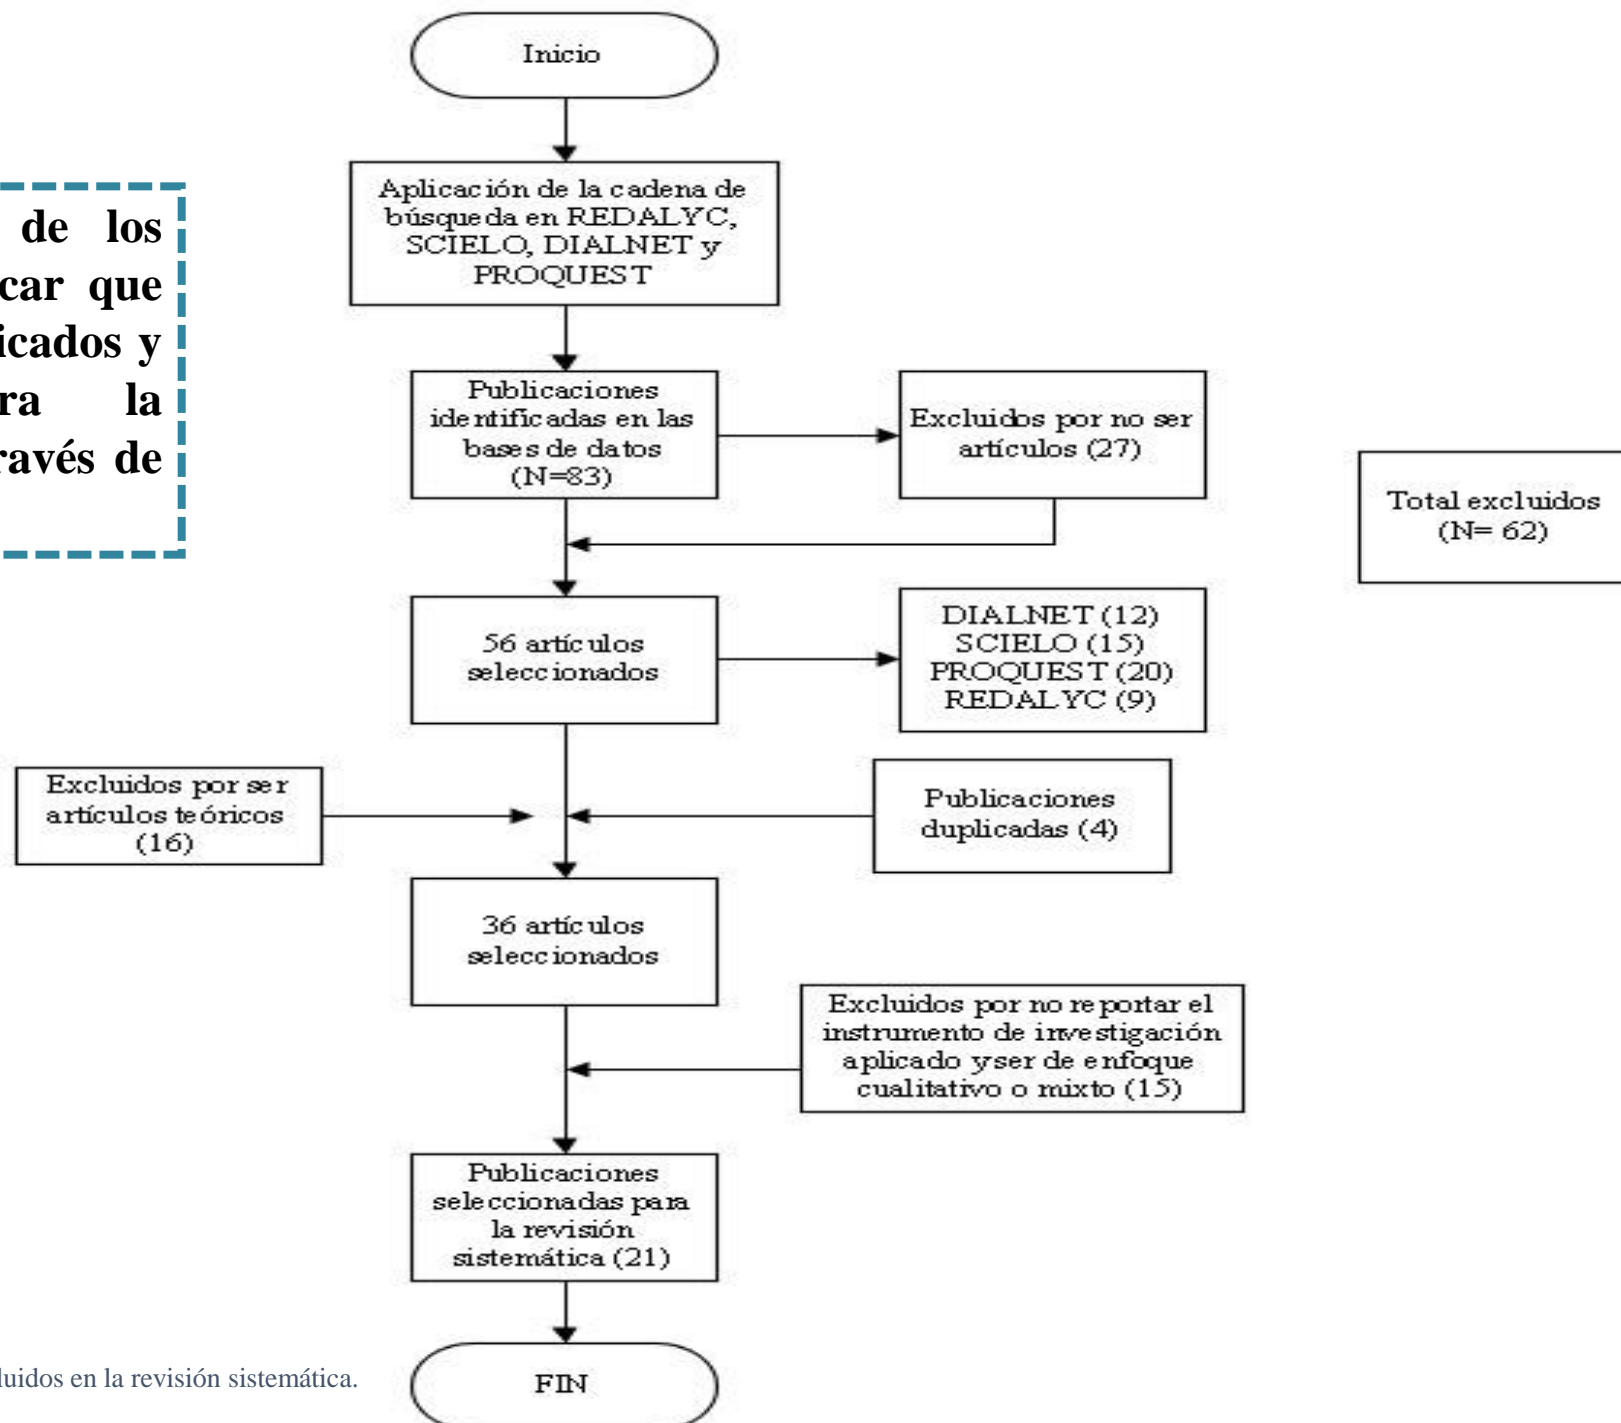 Inicio
Aplicación de la cadena de
búsqueda en REDALYC,
SCIELO, DIALNET y
PROQUEST
de los
car que
icados y
ra la
ravés de
Publicaciones
identificadas en las
bases de datos
(N=83)
Excluidos por no ser
artículos (27)
Total excluidos
(N= 62)
56 artículos
seleccionados
DIALNET (12)
SCIELO (15)
PROQUEST (20)
REDALYC (9)
Excluidos por ser
artículos teóricos
(16)
Publicaciones
duplicadas (4)
36 artículos
seleccionados
Excluidos por no reportar el
instrumento de investigación
aplicado y ser de enfoque
cualitativo o mixto (15)
Publicaciones
seleccionadas para
la revisión
sistemática (21)
luidos en la revisión sistemática.
FIN